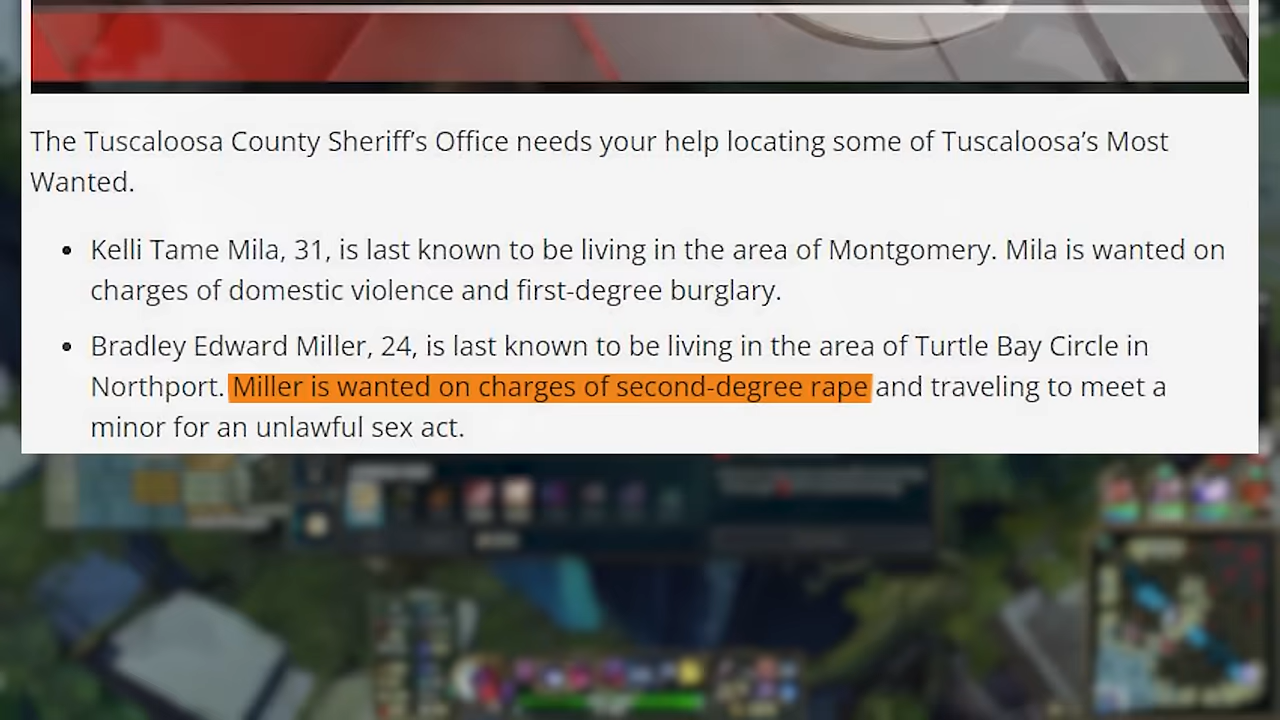 The Tuscaloosa County Sheriff’s Office needs your help locating some of Tuscaloosa’s Most
Wanted.
• Kelli Tame Mila, 31, is last known to be living in the area of Montgomery. Mila is wanted on
charges of domestic violence and first-degree burglary.
• Bradley Edward Miller, 24, is last known to be living in the area of Turtle Bay Circle in
Northport. Miller is wanted on charges of second-degree rape and traveling to meet a
minor for an unlawful sex act.